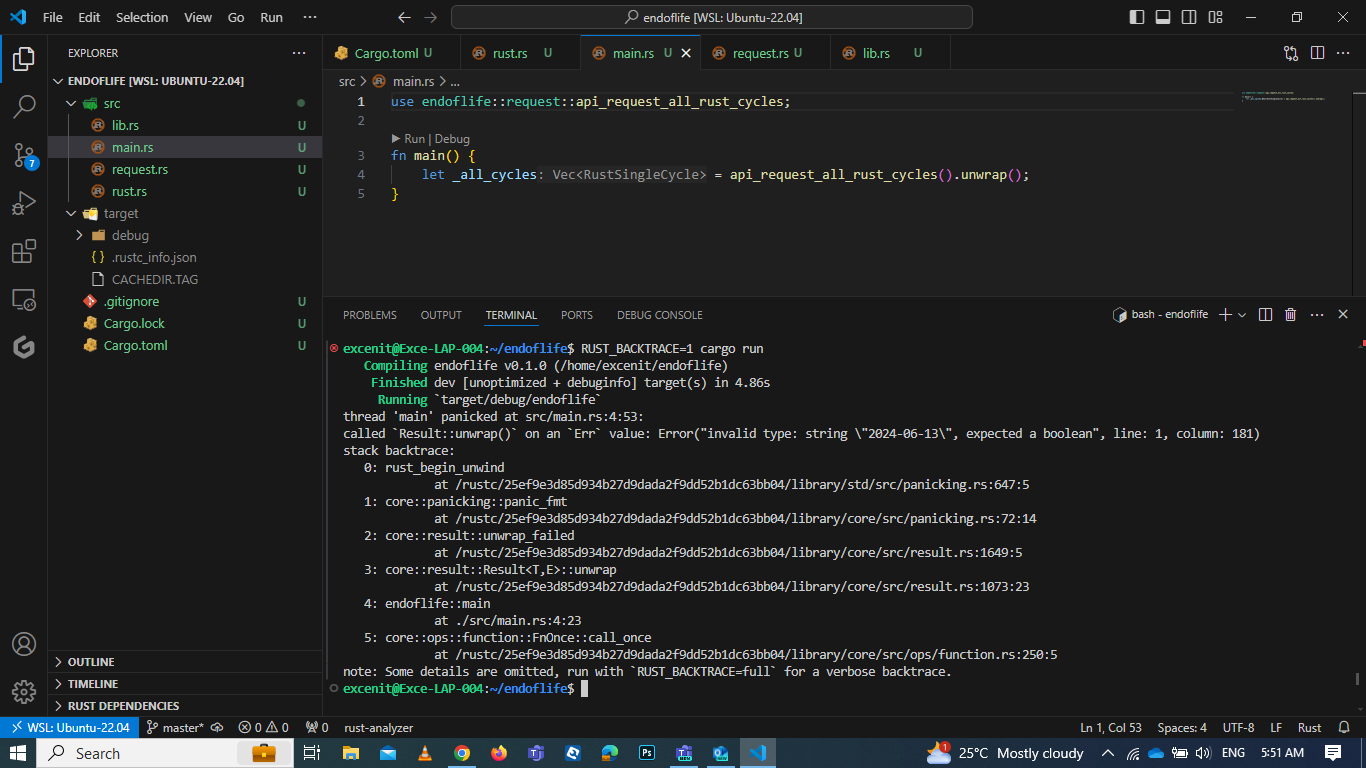 File Edit Selection View Go Run ···
endoflife [WSL: Ubuntu-22.04]
EXPLORER ···
ENDOFLIFE [WSL: UBUNTU-22.04]
src
lib.rs U
main.rs U
request.rs U
rust.rs U
target
debug
{ } .rustc_info.json
CACHEDIR.TAG
.gitignore U
Cargo.lock U
Cargo.toml U
OUTLINE
TIMELINE
RUST DEPENDENCIES
7
Cargo.toml U rust.rs U main.rs U request.rs U lib.rs U
src > main.rs > ...
1 use endoflife::request::api_request_all_rust_cycles;
2
Run | Debug
3 fn main() {
4 let _all_cycles: Vec<RustSingleCycle> = api_request_all_rust_cycles().unwrap();
5 }
PROBLEMS OUTPUT TERMINAL PORTS DEBUG CONSOLE
bash - endoflife
excenit@Exce-LAP-004:~/endoflife$ RUST_BACKTRACE=1 cargo run
Compiling endoflife v0.1.0 (/home/excenit/endoflife)
Finished dev [unoptimized + debuginfo] target(s) in 4.86s
Running `target/debug/endoflife`
thread 'main' panicked at src/main.rs:4:53:
called `Result::unwrap()` on an `Err` value: Error("invalid type: string \"2024-06-13\", expected a boolean", line: 1, column: 181)
stack backtrace:
0: rust_begin_unwind
at /rustc/25ef9e3d85d934b27d9dada2f9dd52b1dc63bb04/library/std/src/panicking.rs:647:5
1: core::panicking::panic_fmt
at /rustc/25ef9e3d85d934b27d9dada2f9dd52b1dc63bb04/library/core/src/panicking.rs:72:14
2: core::result::unwrap_failed
at /rustc/25ef9e3d85d934b27d9dada2f9dd52b1dc63bb04/library/core/src/result.rs:1649:5
3: core::result::Result<T,E>::unwrap
at /rustc/25ef9e3d85d934b27d9dada2f9dd52b1dc63bb04/library/core/src/result.rs:1073:23
4: endoflife::main
at ./src/main.rs:4:23
5: core::ops::function::FnOnce::call_once
at /rustc/25ef9e3d85d934b27d9dada2f9dd52b1dc63bb04/library/core/src/ops/function.rs:250:5
note: Some details are omitted, run with `RUST_BACKTRACE=full` for a verbose backtrace.
excenit@Exce-LAP-004:~/endoflife$
WSL: Ubuntu-22.04 master* 0 0 0 rust-analyzer Ln 1, Col 53 Spaces: 4 UTF-8 LF Rust
Search 1 25°C Mostly cloudy ENG 5:51 AM